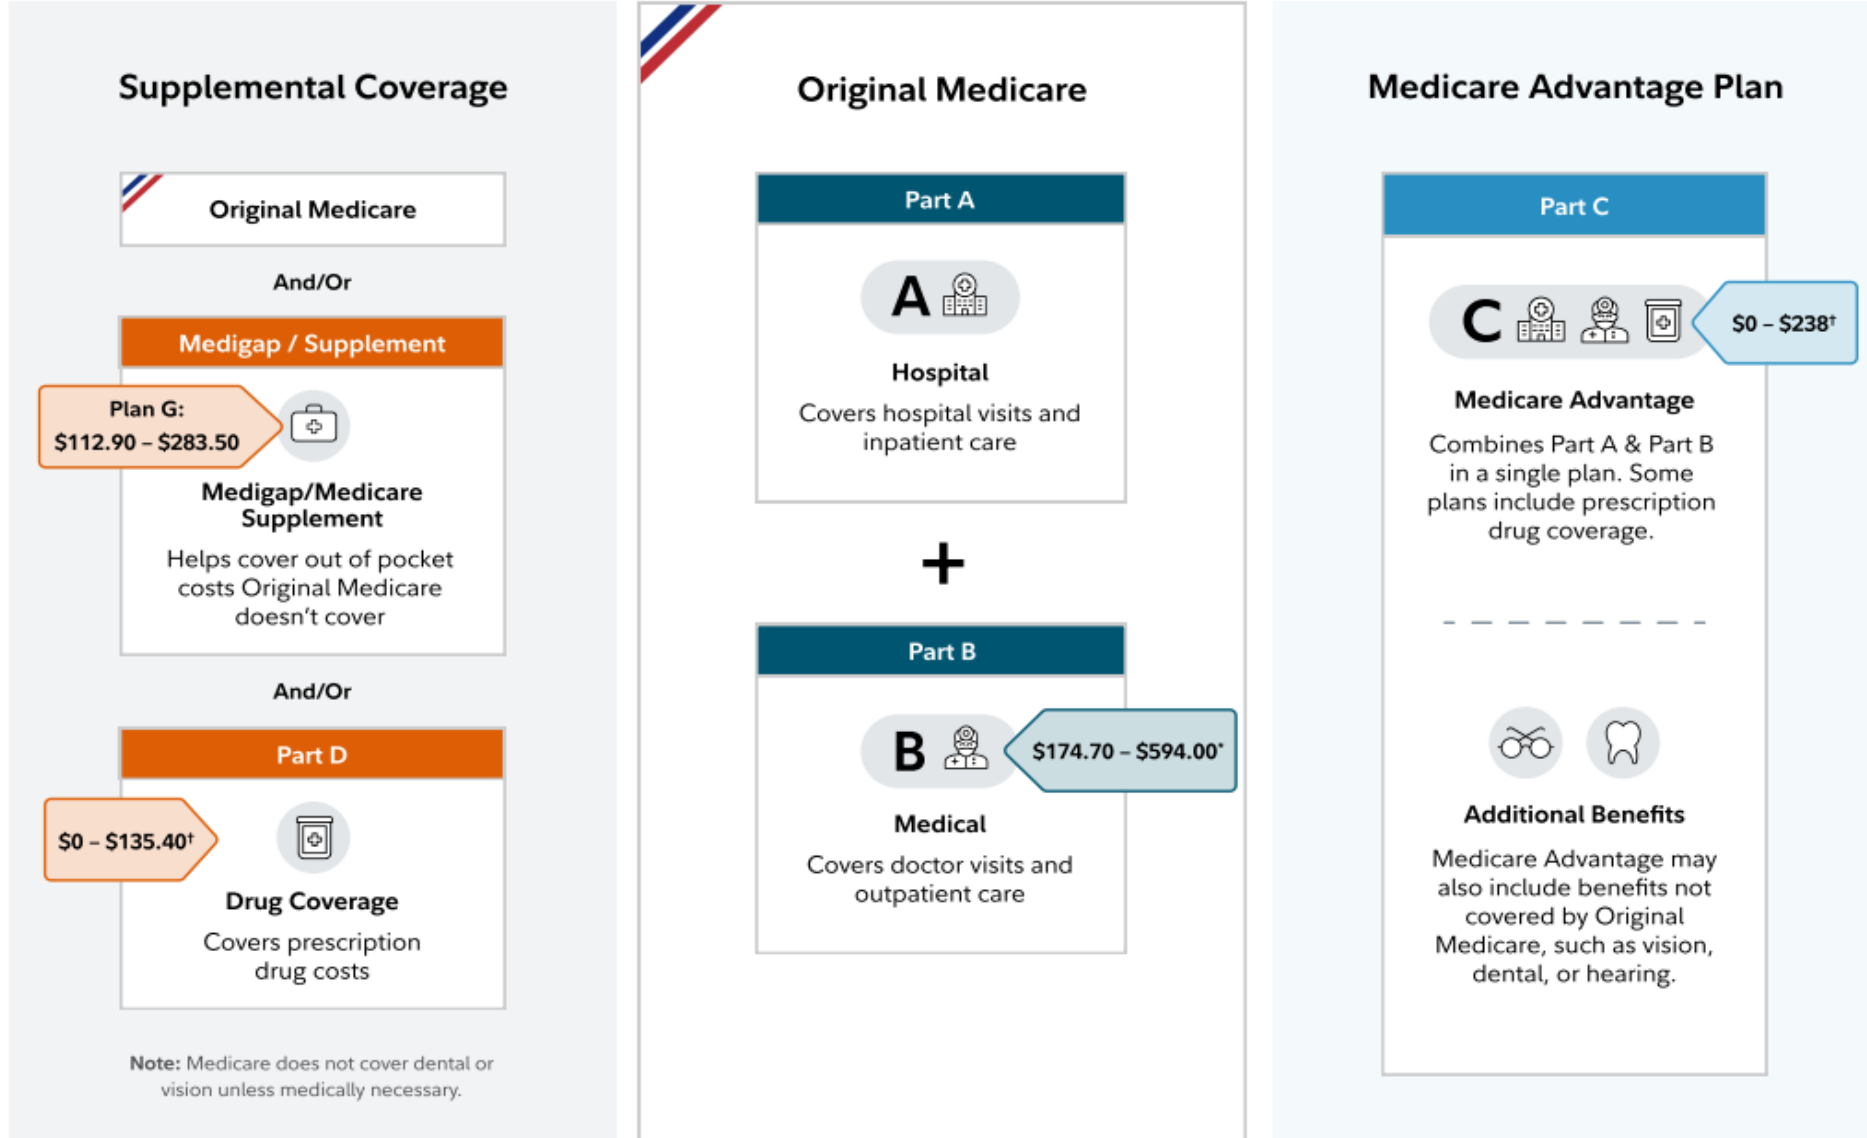 Supplemental Coverage
Original Medicare
And/Or
Medigap / Supplement
Plan G:
$112.90 – $283.50
Medigap/Medicare
Supplement
Helps cover out of pocket
costs Original Medicare
doesn't cover
And/Or
Part D
$0 – $135.40†
Drug Coverage
Covers prescription
drug costs
Note: Medicare does not cover dental or
vision unless medically necessary.
Original Medicare
Part A
A
Hospital
Covers hospital visits and
inpatient care
+
Part B
B
$174.70 – $594.00*
Medical
Covers doctor visits and
outpatient care
Medicare Advantage Plan
Part C
C
$0 – $238†
Medicare Advantage
Combines Part A & Part B
in a single plan. Some
plans include prescription
drug coverage.
Additional Benefits
Medicare Advantage may
also include benefits not
covered by Original
Medicare, such as vision,
dental, or hearing.